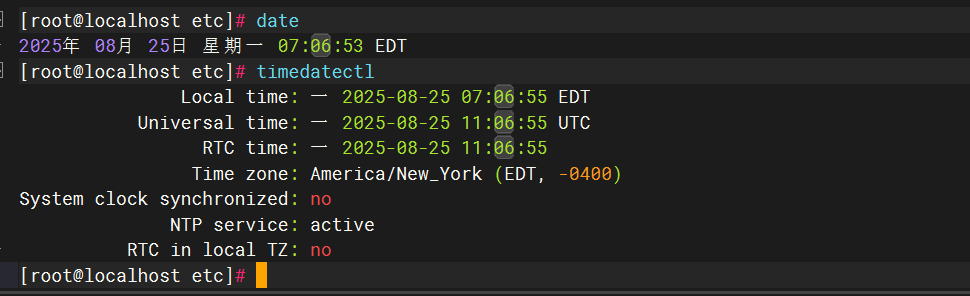 [root@localhost etc]# date
2025年 08月 25日 星期一 07:06:53 EDT
[root@localhost etc]# timedatectl
Local time: 一 2025-08-25 07:06:55 EDT
Universal time: 一 2025-08-25 11:06:55 UTC
RTC time: 一 2025-08-25 11:06:55
Time zone: America/New_York (EDT, -0400)
System clock synchronized: no
NTP service: active
RTC in local TZ: no
[root@localhost etc]#